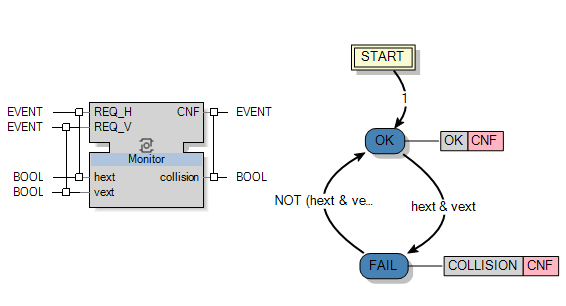 START
EVENT REQ_H CNF EVENT
EVENT REQ_V
1
OK OK CNF
Monitor
BOOL hext collision BOOL
BOOL vext
NOT (hext & ve... hext & vext
FAIL COLLISION CNF